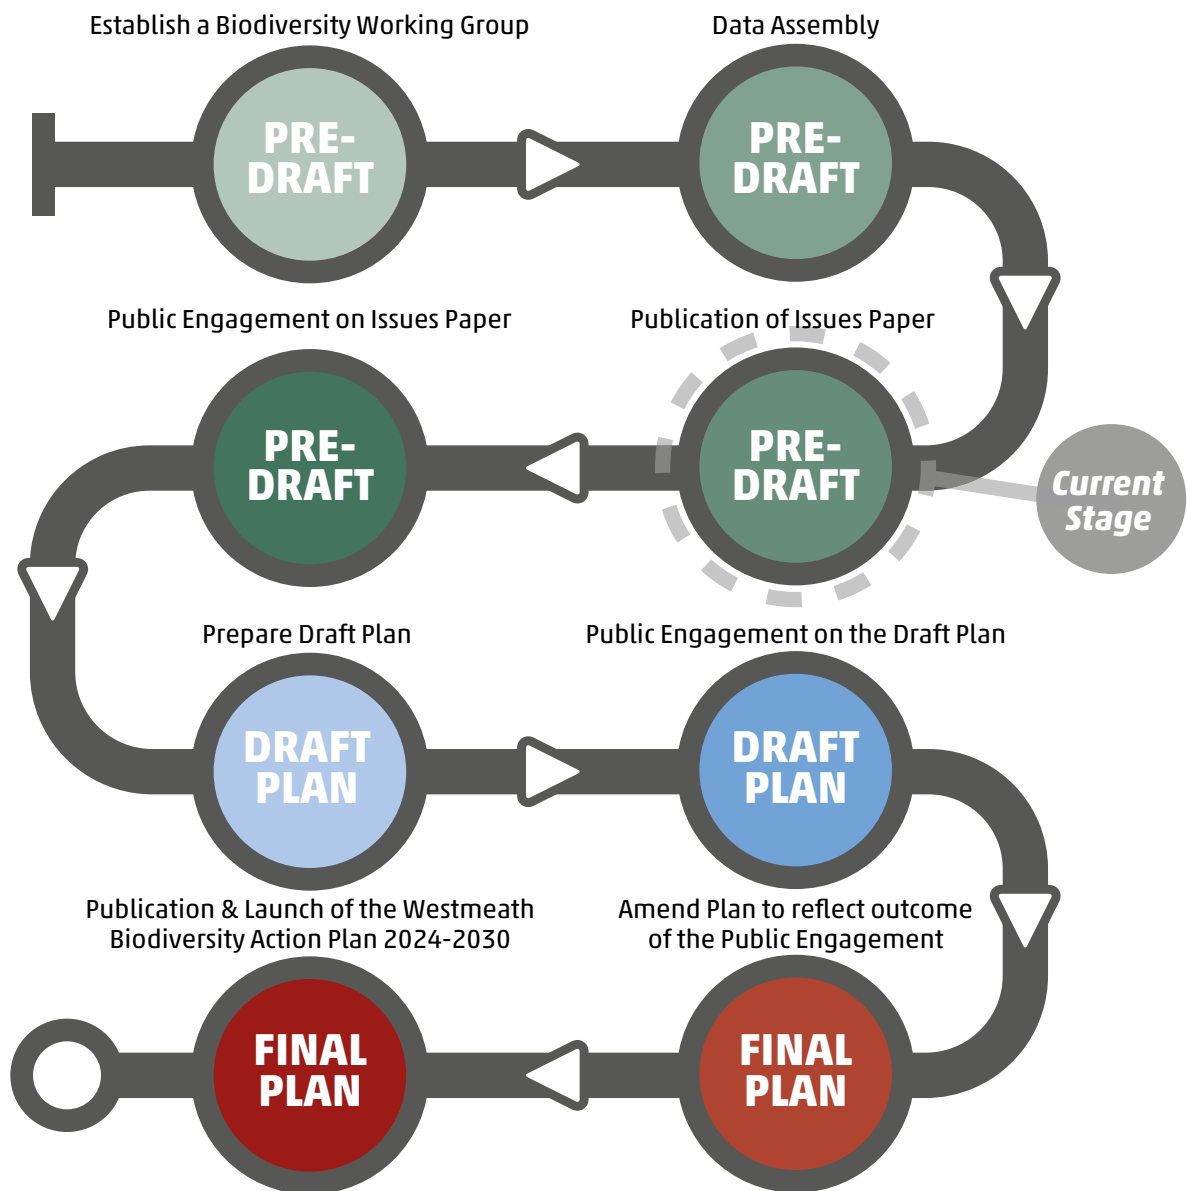 Establish a Biodiversity Working Group
PRE-
DRAFT
Data Assembly
PRE-
DRAFT
Publication of Issues Paper
PRE-
DRAFT
Current
Stage
Public Engagement on Issues Paper
PRE-
DRAFT
Prepare Draft Plan
DRAFT
PLAN
Public Engagement on the Draft Plan
DRAFT
PLAN
Amend Plan to reflect outcome
of the Public Engagement
FINAL
PLAN
Publication & Launch of the Westmeath
Biodiversity Action Plan 2024-2030
FINAL
PLAN